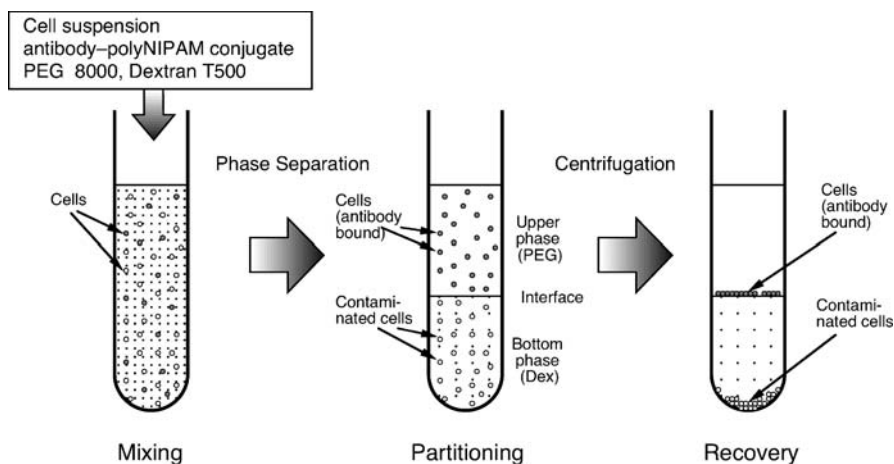 Cell suspension
antibody–polyNIPAM conjugate
PEG 8000, Dextran T500
Phase Separation
Centrifugation
Cells
Cells
(antibody
bound)
Upper
phase
(PEG)
Cells
(antibody
bound)
Interface
Contami-
nated cells
Bottom
phase
(Dex)
Contami-
nated cells
Mixing
Partitioning
Recovery